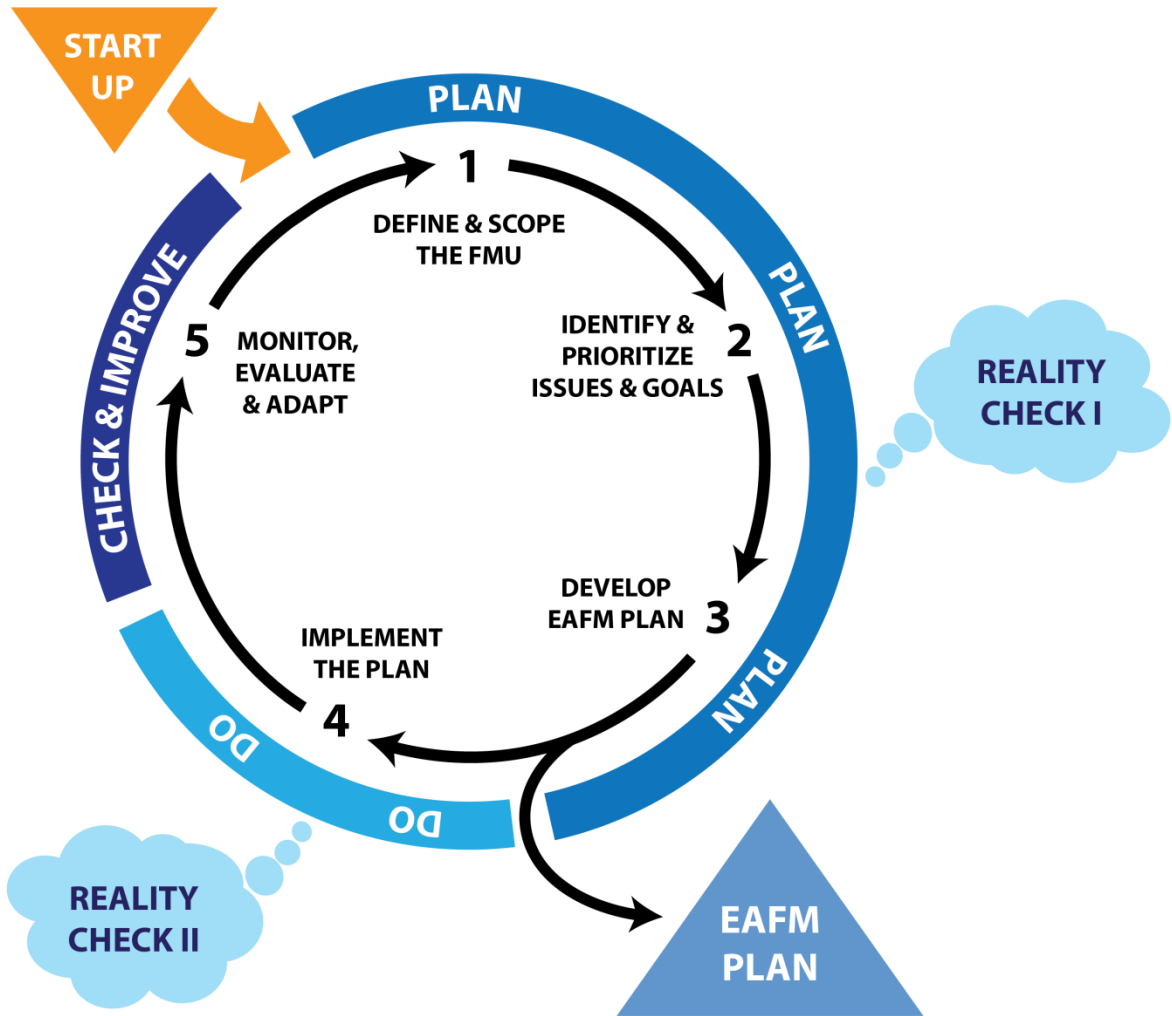 START
UP
PLAN
1
DEFINE & SCOPE
THE FMU
PLAN
IDENTIFY &
PRIORITIZE
ISSUES & GOALS
2
REALITY
CHECK I
DEVELOP
EAFM PLAN
3
PLAN
EAFM
PLAN
IMPLEMENT
THE PLAN
4
DO
DO
REALITY
CHECK II
5
MONITOR,
EVALUATE
& ADAPT
CHECK & IMPROVE